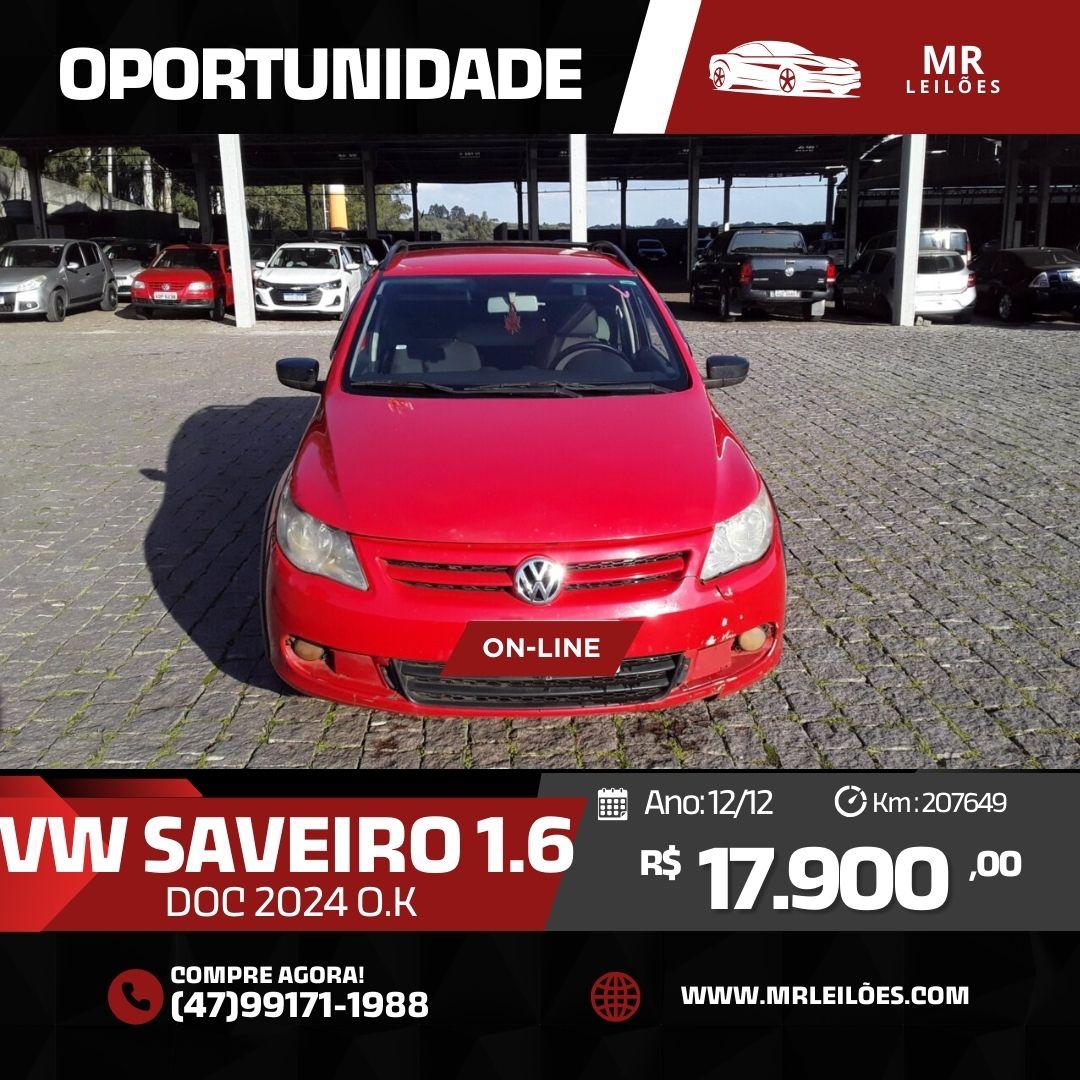 OPORTUNIDADE
MR
LEILÕES
ON-LINE
VW SAVEIRO 1.6
DOC 2024 O.K
Ano: 12/12
Km : 207649
R$ 17.900 ,00
COMPRE AGORA!
(47)99171-1988
WWW.MRLEILÕES.COM